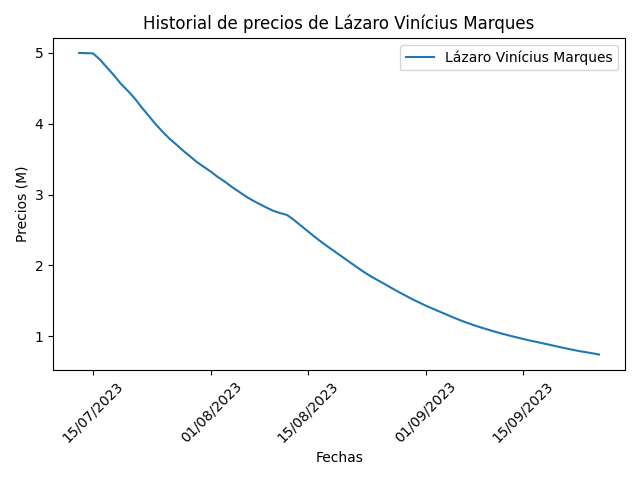 Historial de precios de Lázaro Vinícius Marques
Lázaro Vinícius Marques
Precios (M)
5
4
3
2
1
15/07/2023
01/08/2023
15/08/2023
01/09/2023
15/09/2023
Fechas